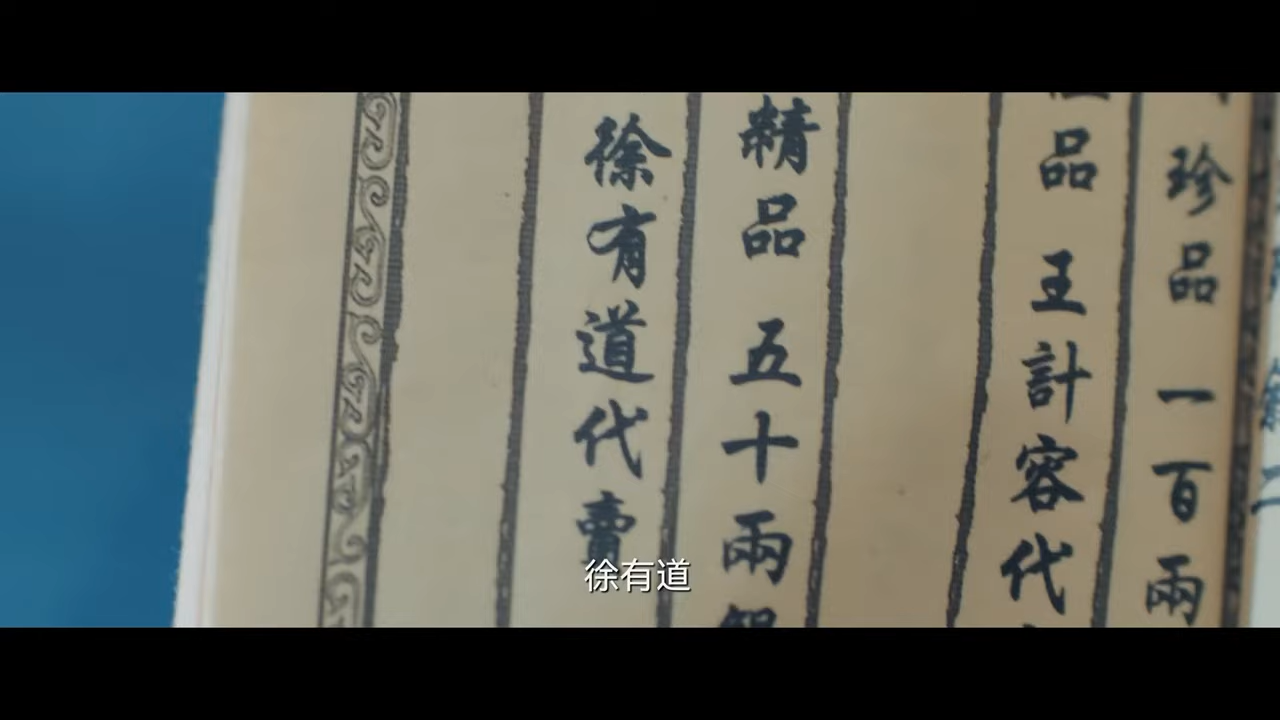 珍品 一百兩
品 王計容代
精品 五十兩
徐有道代賣
徐有道